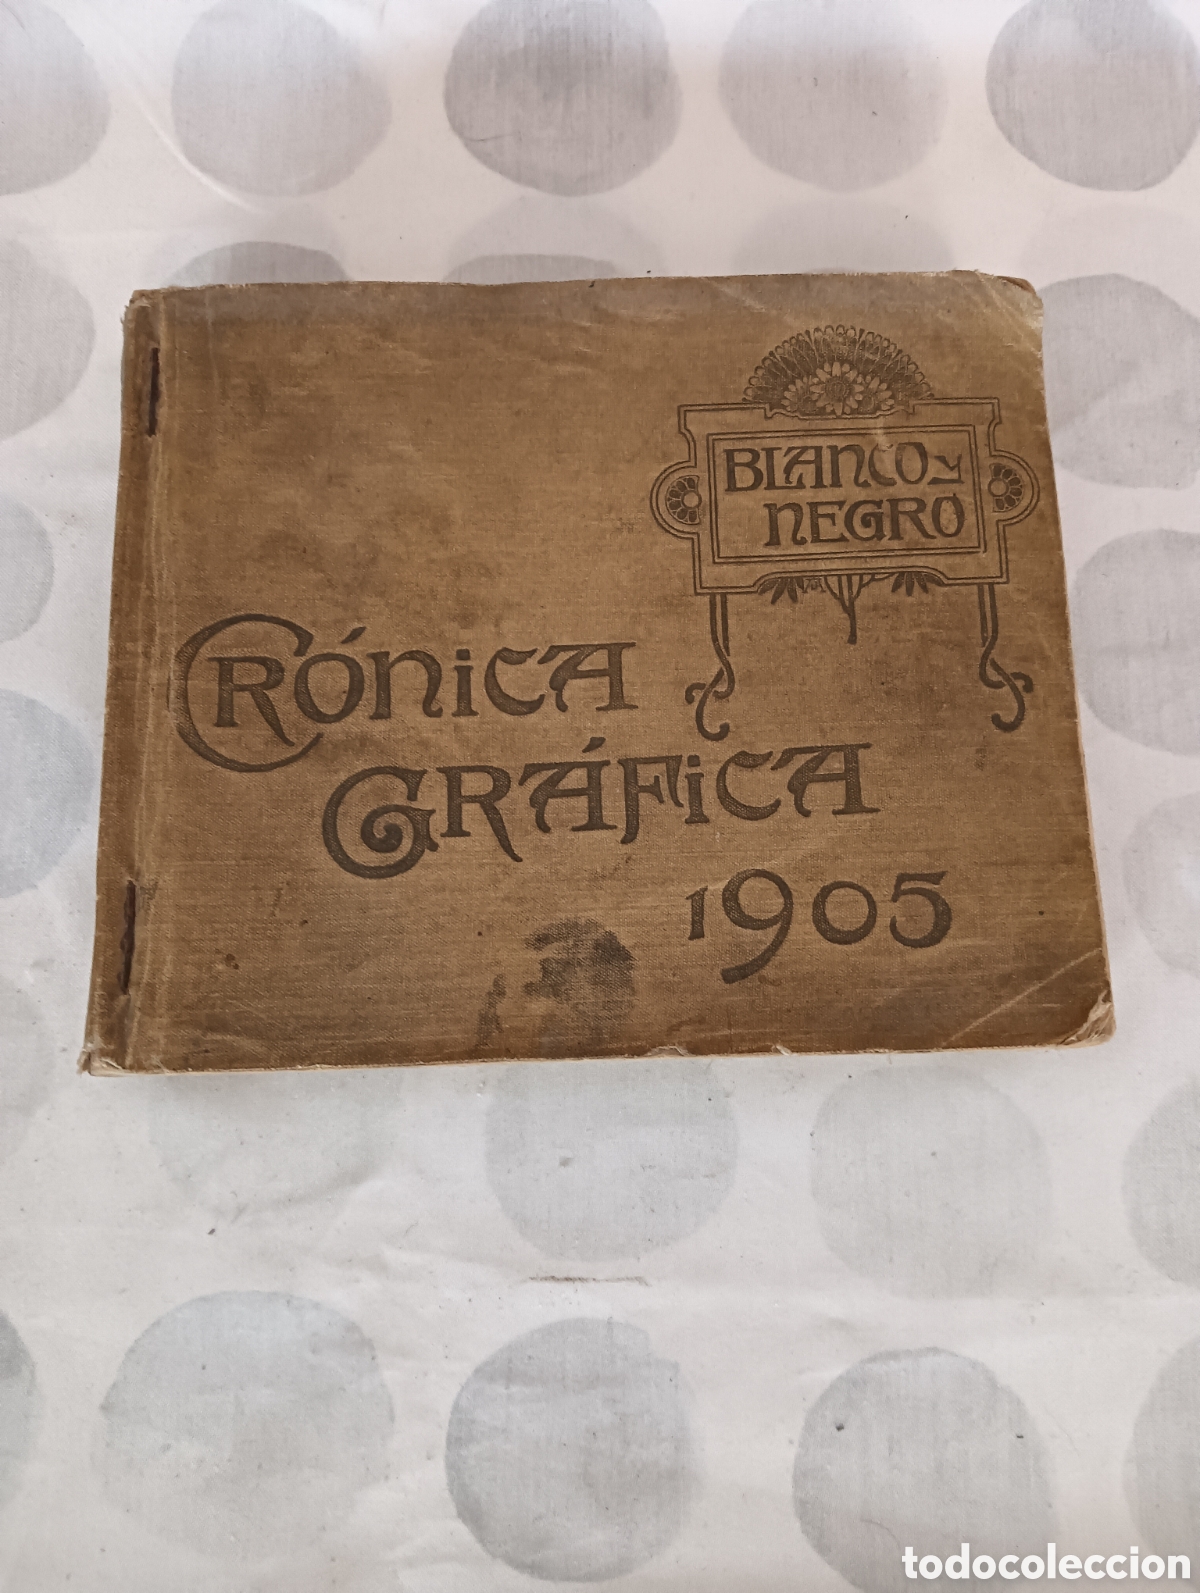 BLANCO y
NEGRO
CRÓNICA
GRÁFICA
1905
todocoleccion